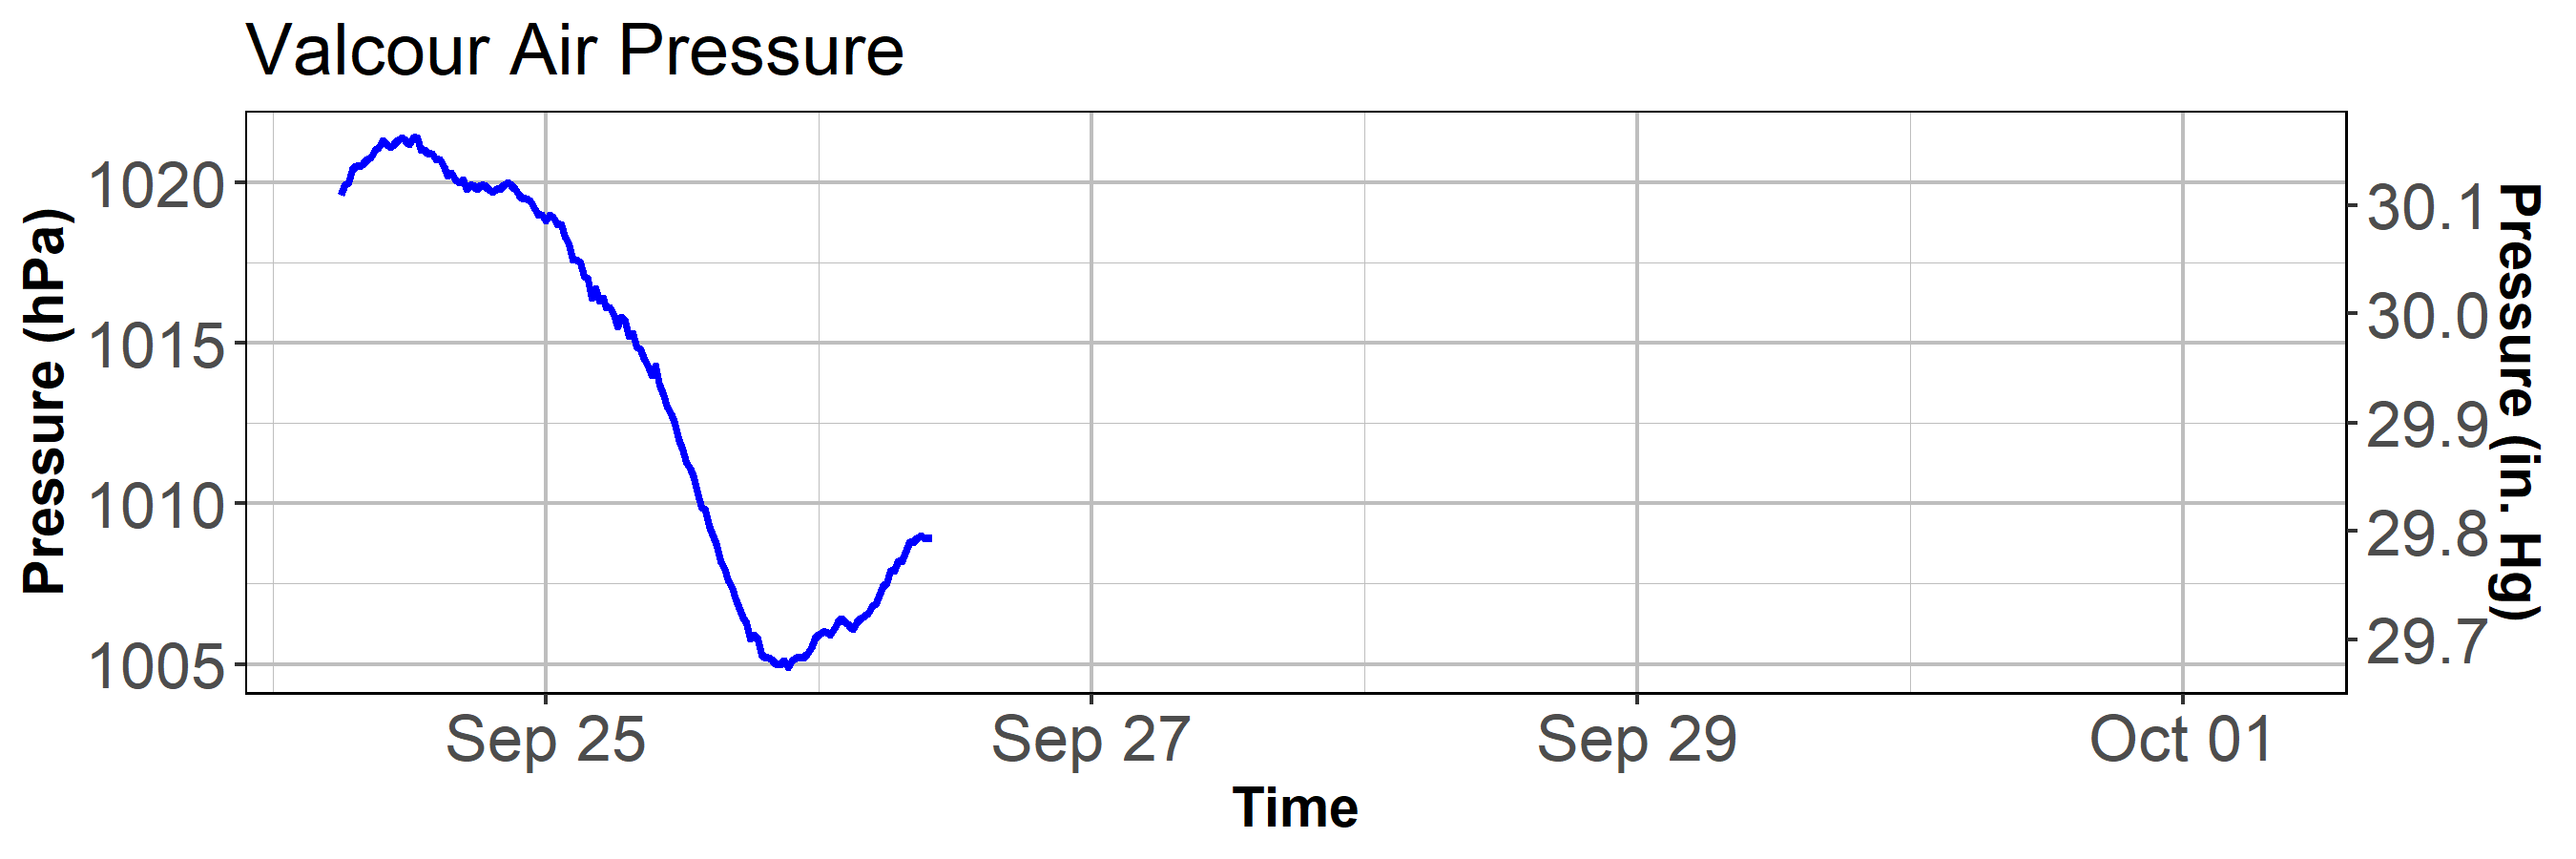 Valcour Air Pressure
Pressure (hPa)
1020
1015
1010
1005
30.1
30.0
29.9
29.8
29.7
Pressure (in. Hg)
Sep 25 Sep 27 Sep 29 Oct 01
Time